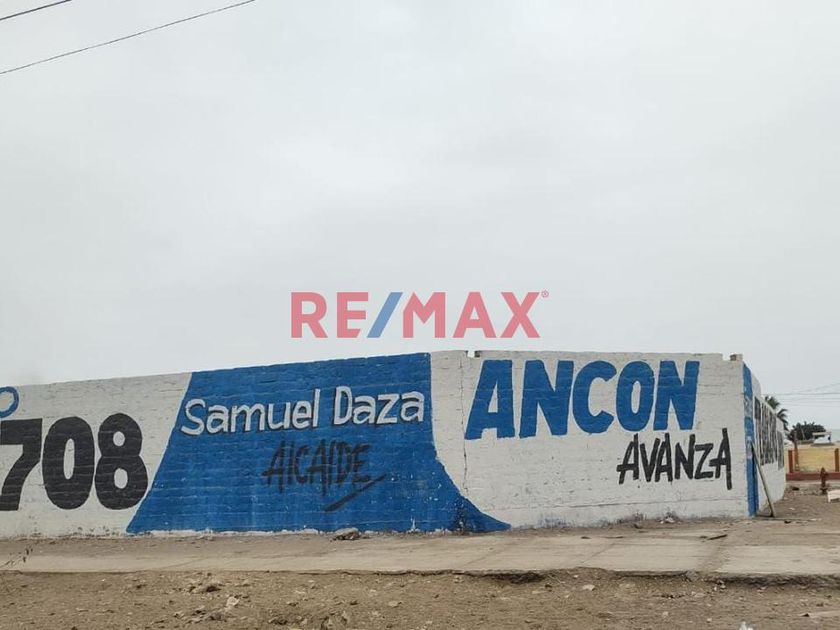 RE/MAX®
708
Samuel Daza
AlCAlDE
ANCON
AVANZA